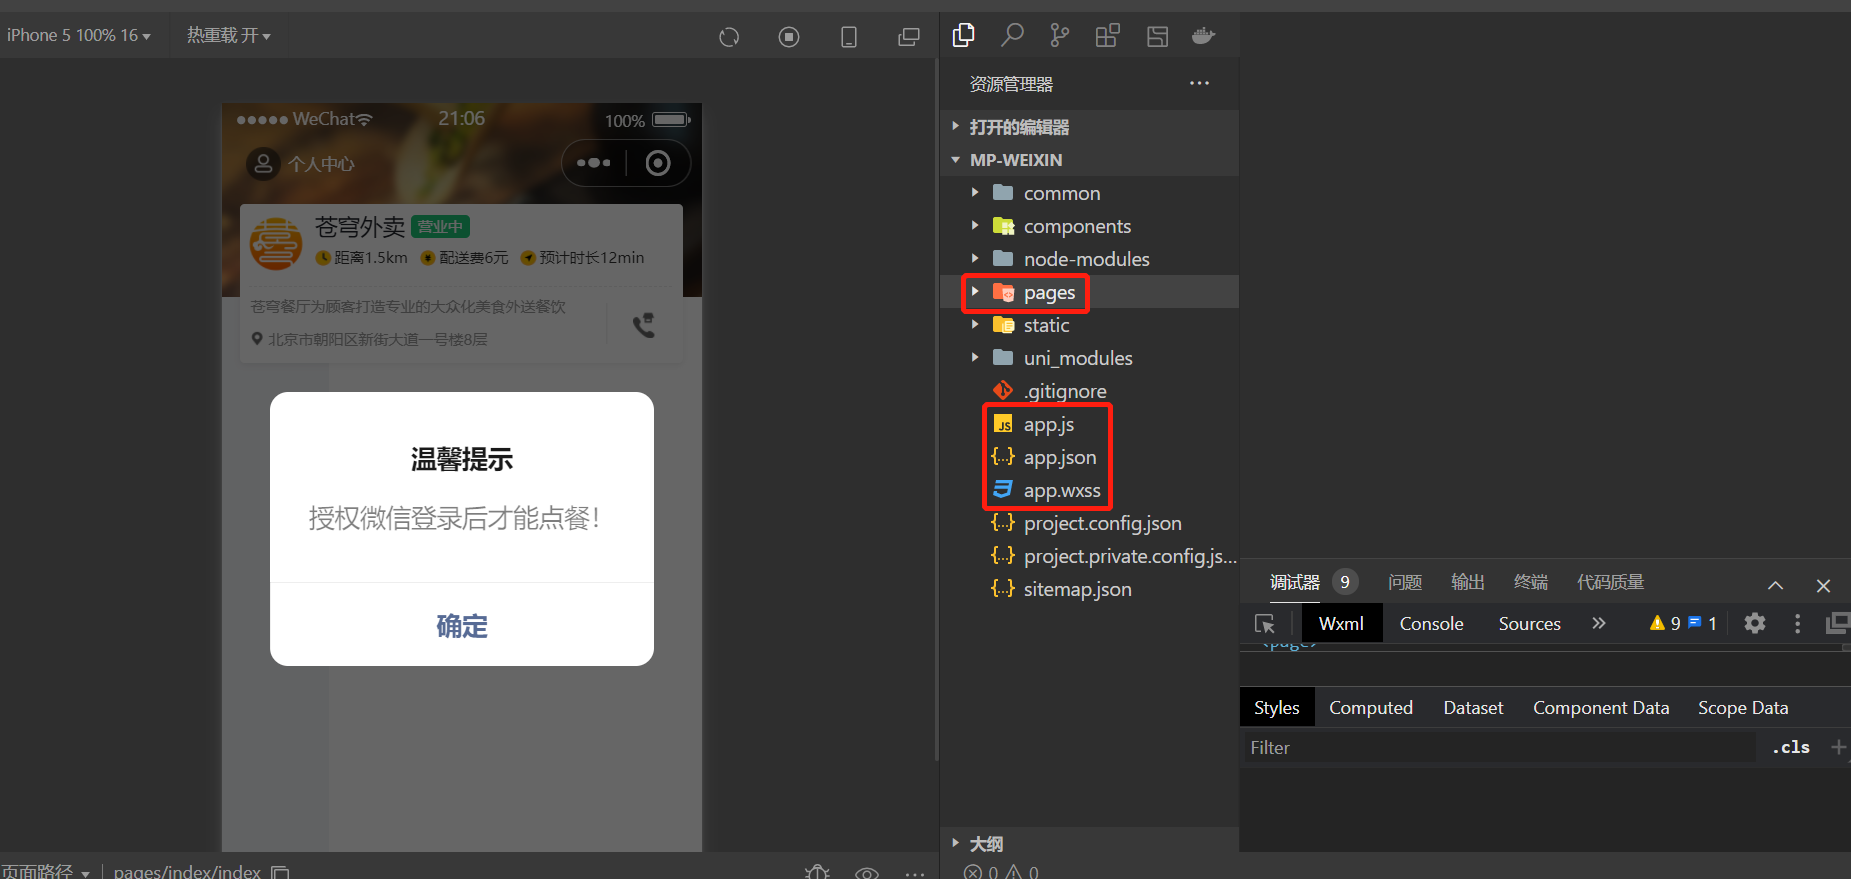 iPhone 5 100% 16
热重载 开
WeChat
21:06
100%
个人中心
苍穹外卖
营业中
距离1.5km
配送费6元
预计时长12min
苍穹餐厅为顾客打造专业的大众化美食外送餐饮
北京市朝阳区新街大道一号楼8层
温馨提示
授权微信登录后才能点餐！
确定
页面路径
pages/index/index
资源管理器
打开的编辑器
MP-WEIXIN
common
components
node-modules
pages
static
uni_modules
.gitignore
JS
app.js
{..}
app.json
app.wxss
{..}
project.config.json
{..}
project.private.config.js...
{..}
sitemap.json
大纲
0
0
调试器
9
问题
输出
终端
代码质量
Wxml
Console
Sources
9
1
<page>
Styles
Computed
Dataset
Component Data
Scope Data
Filter
.cls